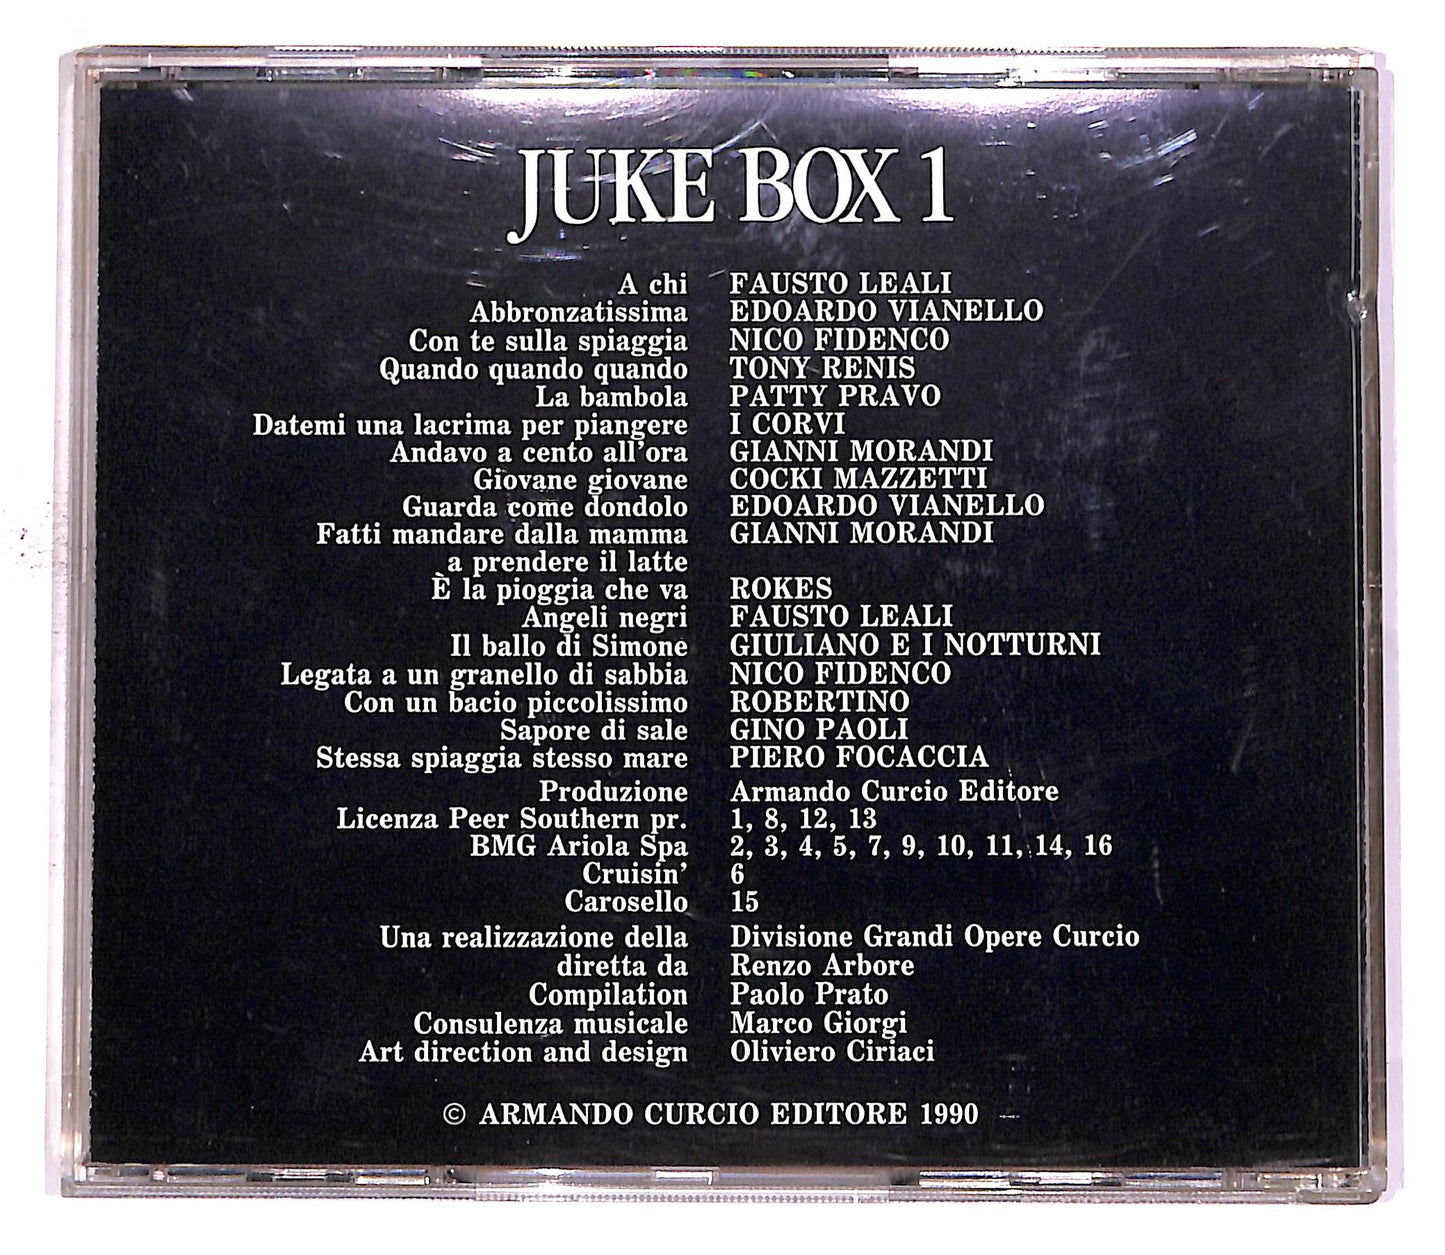 JUKE BOX 1
A chi FAUSTO LEALI
Abbronzatissima EDOARDO VIANELLO
Con te sulla spiaggia NICO FIDENCO
Quando quando quando TONY RENIS
La bambola PATTY PRAVO
Datemi una lacrima per piangere I CORVI
Andavo a cento all'ora GIANNI MORANDI
Giovane giovane COCKI MAZZETTI
Guarda come dondolo EDOARDO VIANELLO
Fatti mandare dalla mamma GIANNI MORANDI
a prendere il latte
È la pioggia che va ROKES
Angeli negri FAUSTO LEALI
Il ballo di Simone GIULIANO E I NOTTURNI
Legata a un granello di sabbia NICO FIDENCO
Con un bacio piccolissimo ROBERTINO
Sapore di sale GINO PAOLI
Stessa spiaggia stesso mare PIERO FOCACCIA
Produzione Armando Curcio Editore
Licenza Peer Southern pr. 1, 8, 12, 13
BMG Ariola Spa 2, 3, 4, 5, 7, 9, 10, 11, 14, 16
Cruisin' 6
Carosello 15
Una realizzazione della Divisione Grandi Opere Curcio
diretta da Renzo Arbore
Compilation Paolo Prato
Consulenza musicale Marco Giorgi
Art direction and design Oliviero Ciriaci
© ARMANDO CURCIO EDITORE 1990